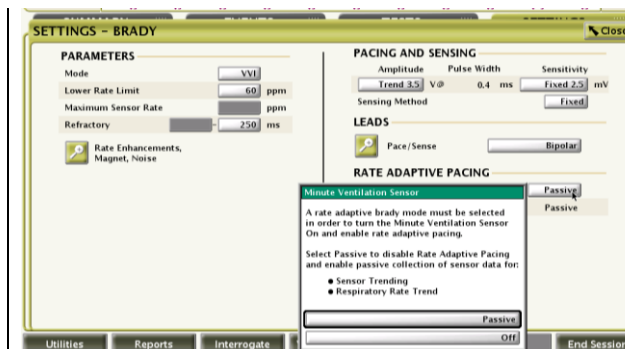 SETTINGS - BRADY
Close
PARAMETERS
Mode VVI
Lower Rate Limit 60 ppm
Maximum Sensor Rate ppm
Refractory - 250 ms
Rate Enhancements,
Magnet, Noise
PACING AND SENSING
Amplitude Pulse Width Sensitivity
Trend 3.5 V@ 0.4 ms Fixed 2.5 mV
Sensing Method Fixed
LEADS
Pace/Sense Bipolar
RATE ADAPTIVE PACING
Passive
Passive
Minute Ventilation Sensor
A rate adaptive brady mode must be selected
in order to turn the Minute Ventilation Sensor
On and enable rate adaptive pacing.
Select Passive to disable Rate Adaptive Pacing
and enable passive collection of sensor data for:
● Sensor Trending
● Respiratory Rate Trend
Passive
Off
Utilities Reports Interrogate End Session